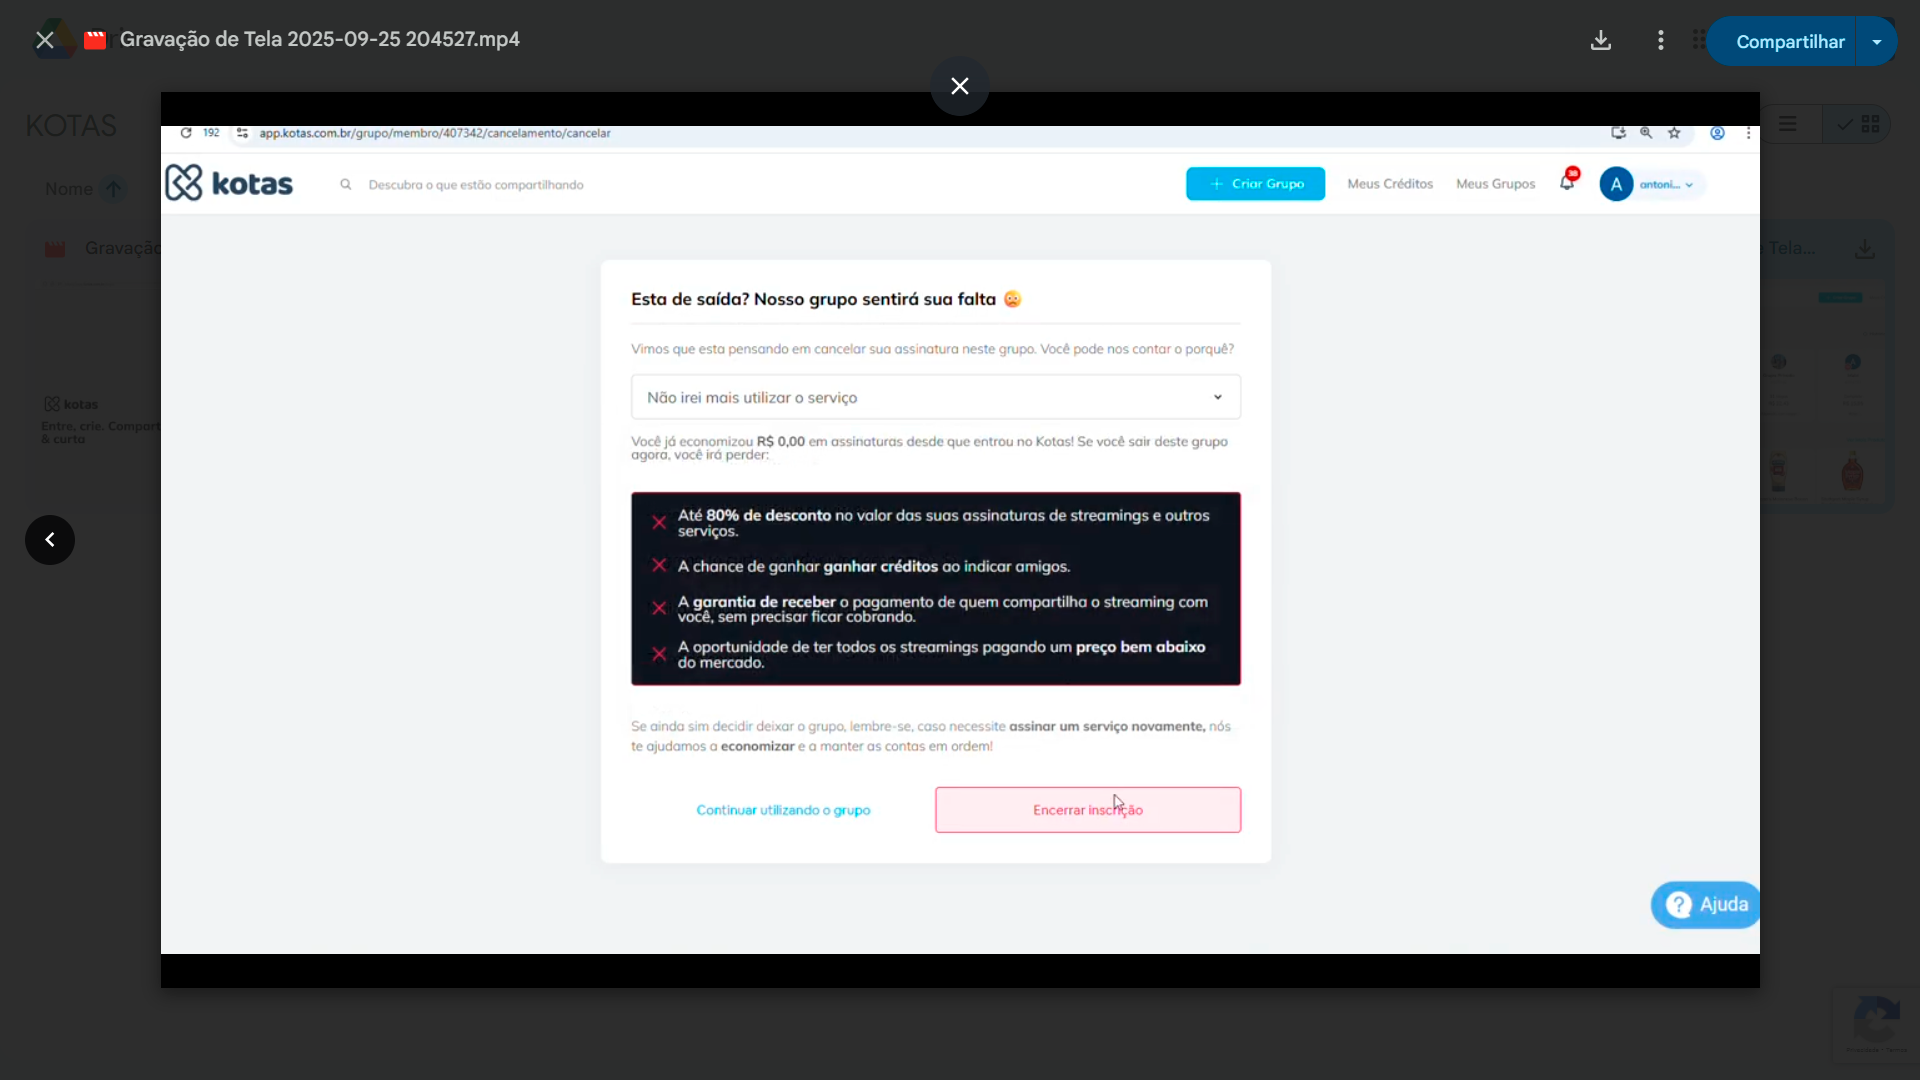 Gravação de Tela 2025-09-25 204527.mp4
Compartilhar
KOTAS
Nome
Gravação
Tela...
kotas
Entre, crie. Compart
& curta
192
app.kotas.com.br/grupo/membro/407342/cancelamento/cancelar
kotas
Descubra o que estão compartilhando
+ Criar Grupo
Meus Créditos
Meus Grupos
A
antoni...
Esta de saída? Nosso grupo sentirá sua falta 😳
Vimos que esta pensando em cancelar sua assinatura neste grupo. Você pode nos contar o porquê?
Não irei mais utilizar o serviço
Você já economizou R$ 0,00 em assinaturas desde que entrou no Kotas! Se você sair deste grupo
agora, você irá perder:
Até 80% de desconto no valor das suas assinaturas de streamings e outros
serviços.
A chance de ganhar ganhar créditos ao indicar amigos.
A garantia de receber o pagamento de quem compartilha o streaming com
você, sem precisar ficar cobrando.
A oportunidade de ter todos os streamings pagando um preço bem abaixo
do mercado.
Se ainda sim decidir deixar o grupo, lembre-se, caso necessite assinar um serviço novamente, nós
te ajudamos a economizar e a manter as contas em ordem!
Continuar utilizando o grupo
Encerrar inscrição
? Ajuda